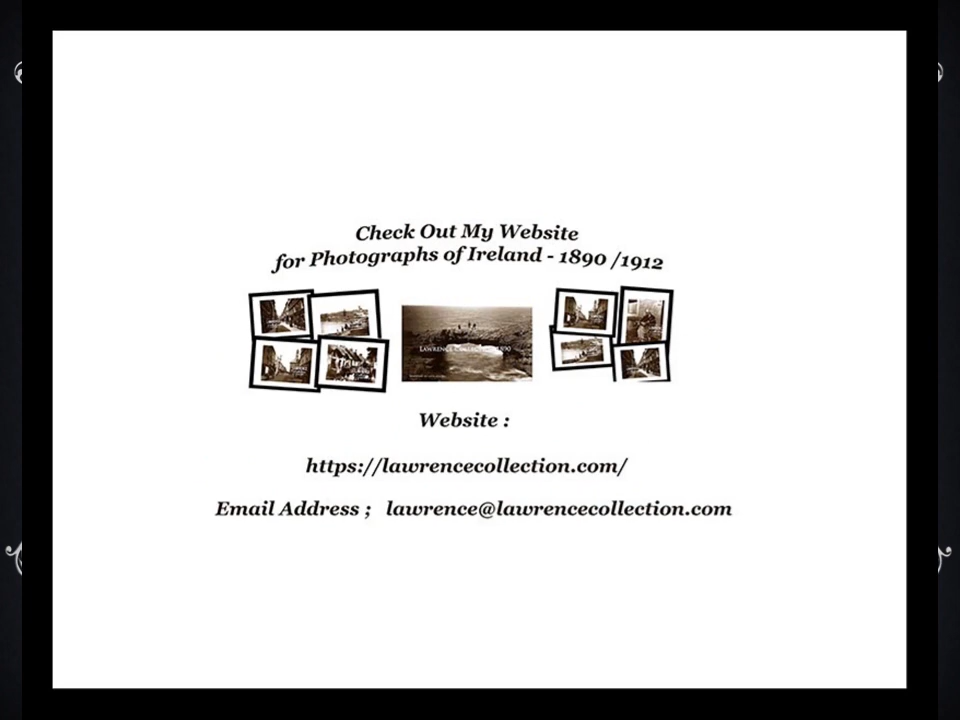 Check Out My Website
for Photographs of Ireland - 1890 /1912
Website :
https://lawrencecollection.com/
Email Address ; lawrence@lawrencecollection.com